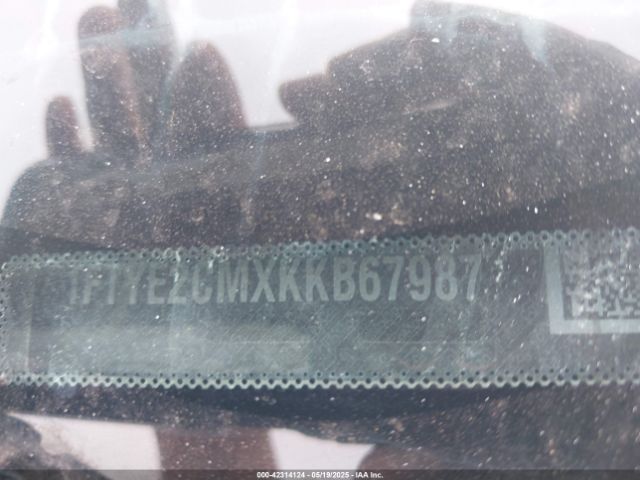 1FTYE2CMXKKB67987
000-42314124 | 05/19/2025 | IAA Inc.